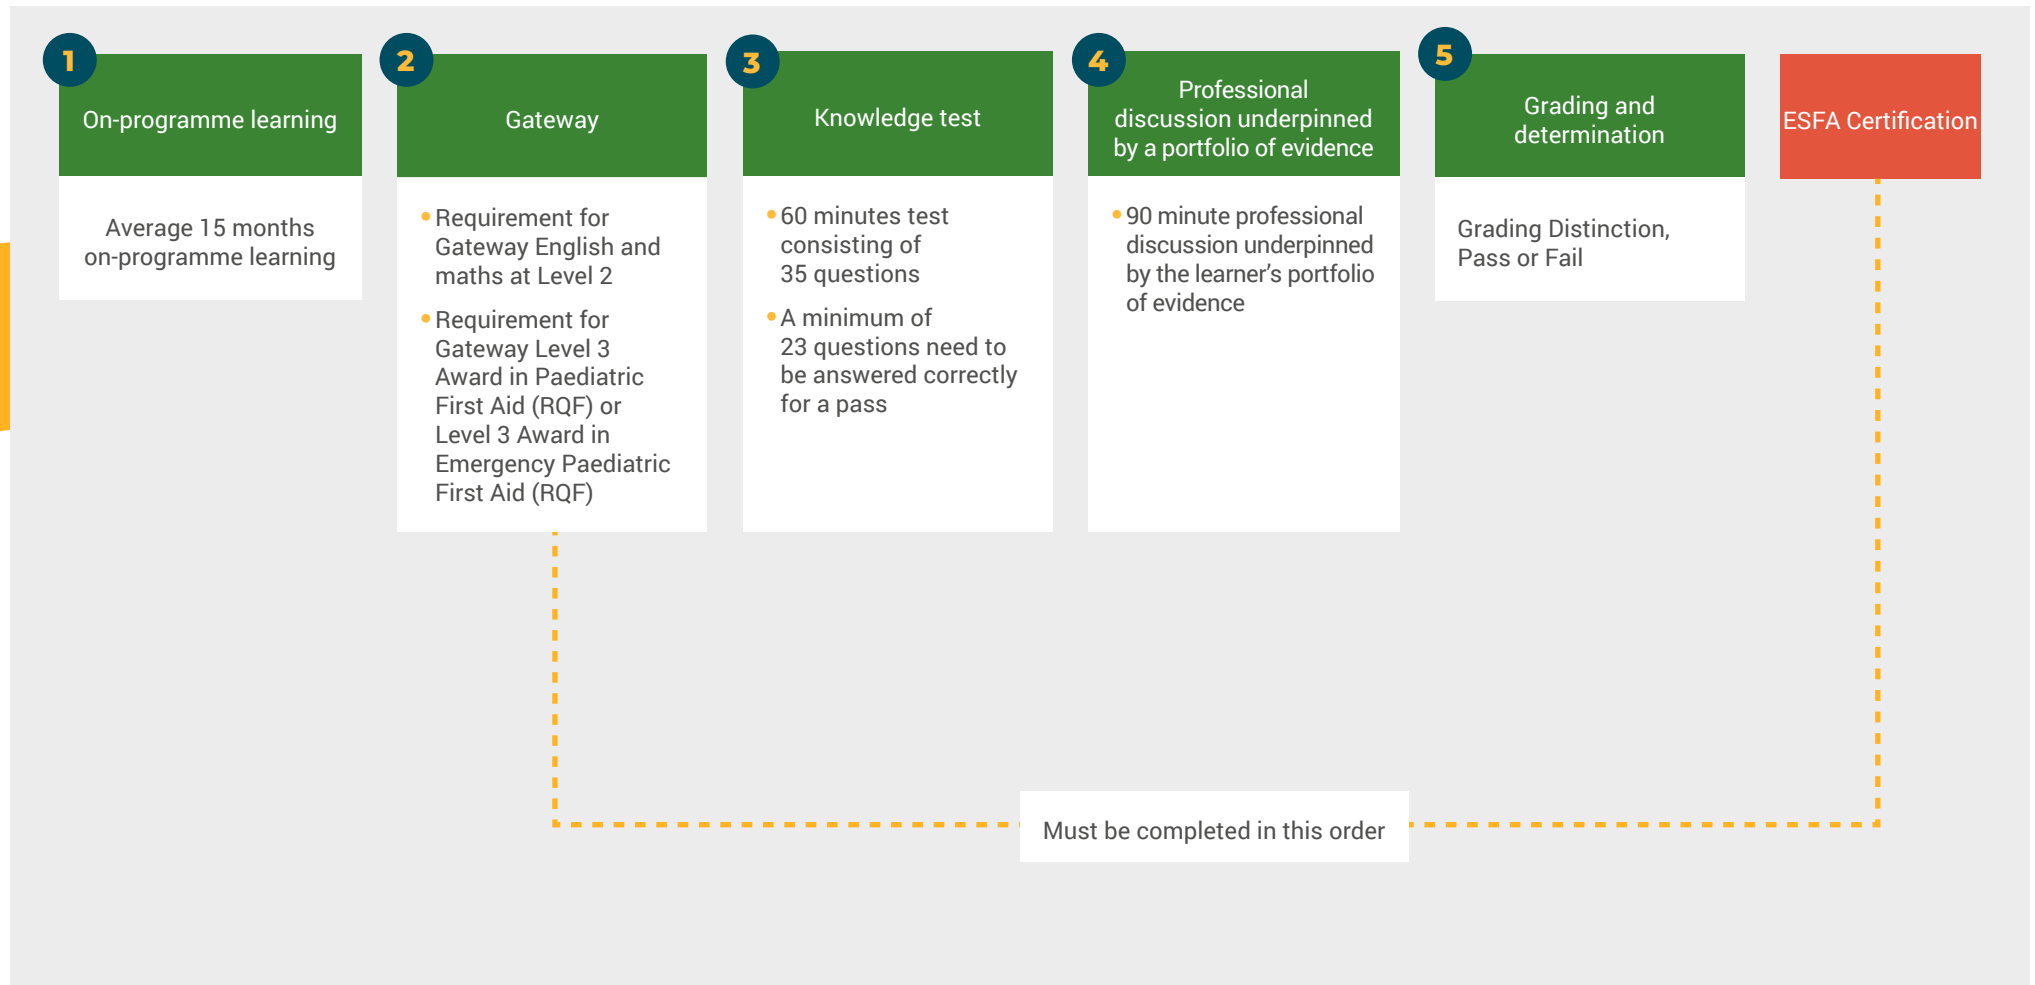 1
On-programme learning
Average 15 months
on-programme learning
2
Gateway
• Requirement for
Gateway English and
maths at Level 2
• Requirement for
Gateway Level 3
Award in Paediatric
First Aid (RQF) or
Level 3 Award in
Emergency Paediatric
First Aid (RQF)
3
Knowledge test
• 60 minutes test
consisting of
35 questions
• A minimum of
23 questions need to
be answered correctly
for a pass
4
Professional
discussion underpinned
by a portfolio of evidence
• 90 minute professional
discussion underpinned
by the learner’s portfolio
of evidence
5
Grading and
determination
Grading Distinction,
Pass or Fail
ESFA Certification
Must be completed in this order